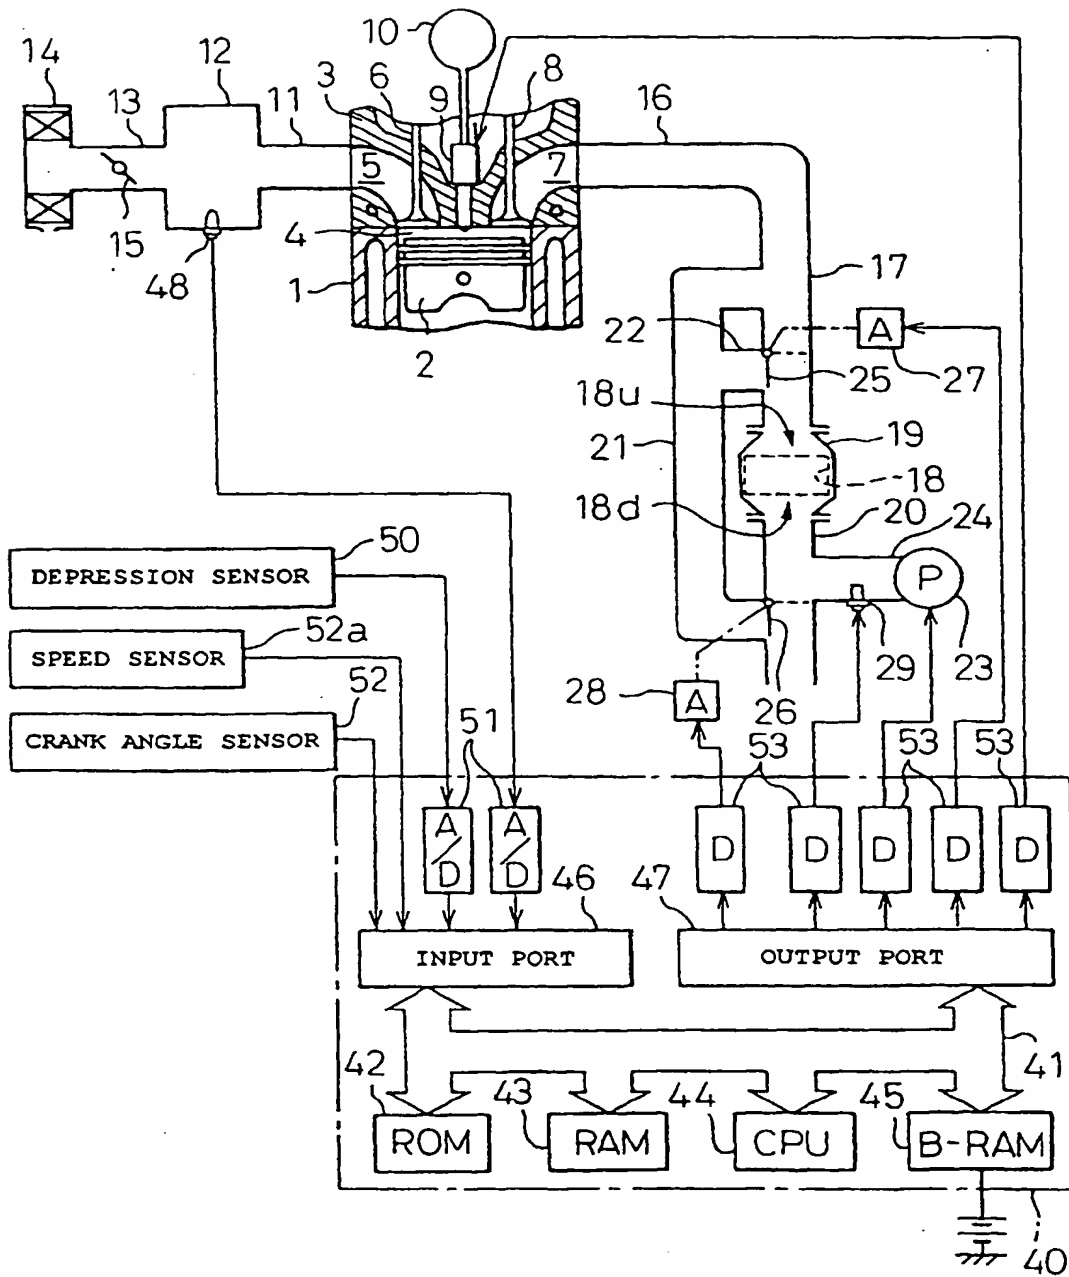 10
14
12
13
11
3
6
9
8
16
5
7
15
4
48
1
2
17
22
A
25
27
18u
19
21
18
18d
20
24
50
DEPRESSION SENSOR
P
52a
SPEED SENSOR
29
23
28
A
26
52
CRANK ANGLE SENSOR
51
53
53
53
A/D
A/D
D
D
D
D
D
46
47
INPUT PORT
OUTPUT PORT
41
42
43
44
45
ROM
RAM
CPU
B-RAM
40